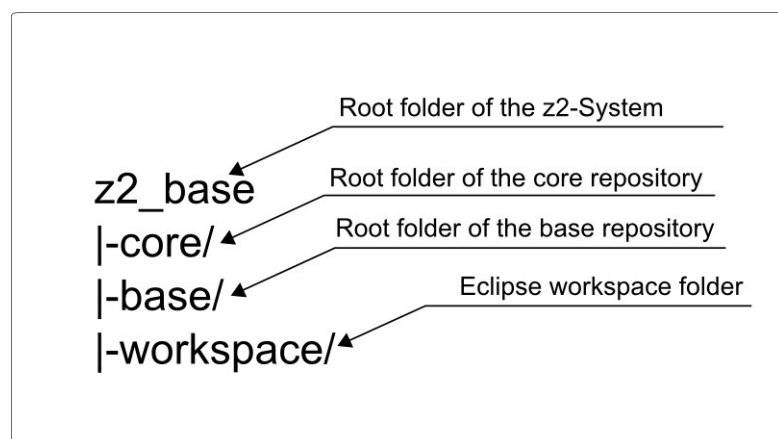 Root folder of the z2-System
z2_base
Root folder of the core repository
|-core/
Root folder of the base repository
|-base/
Eclipse workspace folder
|-workspace/